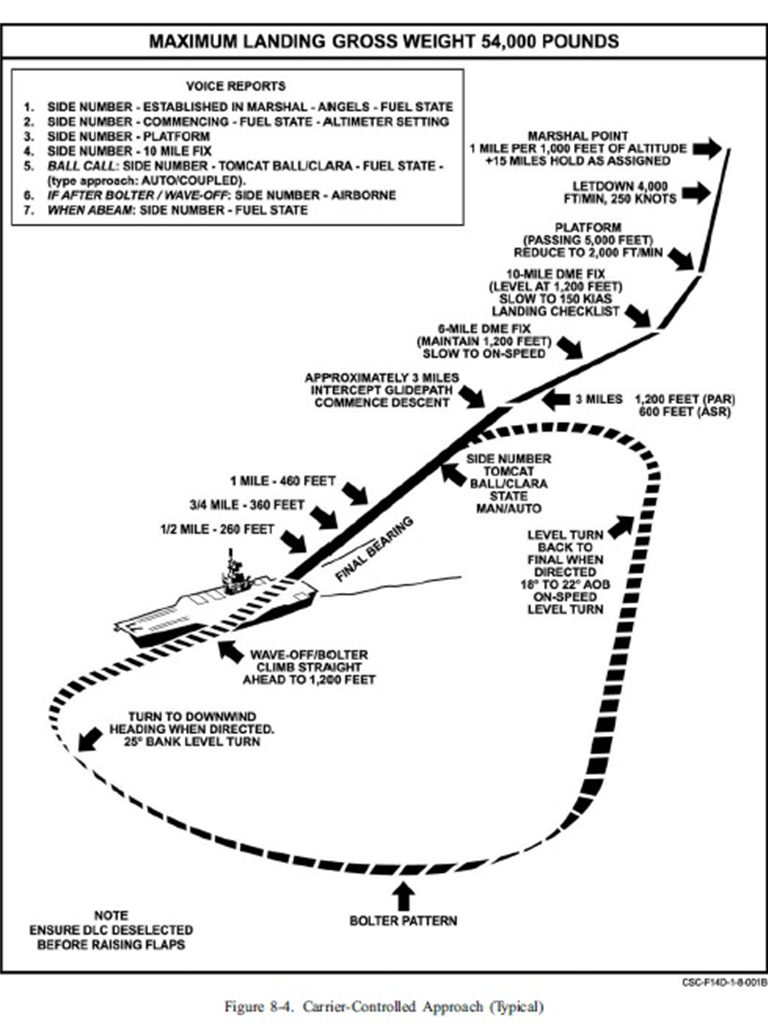 MAXIMUM LANDING GROSS WEIGHT 54,000 POUNDS
VOICE REPORTS
1. SIDE NUMBER - ESTABLISHED IN MARSHAL - ANGELS - FUEL STATE
2. SIDE NUMBER - COMMENCING - FUEL STATE - ALTIMETER SETTING
3. SIDE NUMBER - PLATFORM
4. SIDE NUMBER - 10 MILE FIX
5. BALL CALL: SIDE NUMBER - TOMCAT BALL/CLARA - FUEL STATE -
(type approach: AUTO/COUPLED).
6. IF AFTER BOLTER / WAVE-OFF: SIDE NUMBER - AIRBORNE
7. WHEN ABEAM: SIDE NUMBER - FUEL STATE
MARSHAL POINT
1 MILE PER 1,000 FEET OF ALTITUDE
+15 MILES HOLD AS ASSIGNED
LETDOWN 4,000
FT/MIN, 250 KNOTS
PLATFORM
(PASSING 5,000 FEET)
REDUCE TO 2,000 FT/MIN
10-MILE DME FIX
(LEVEL AT 1,200 FEET)
SLOW TO 150 KIAS
LANDING CHECKLIST
6-MILE DME FIX
(MAINTAIN 1,200 FEET)
SLOW TO ON-SPEED
APPROXIMATELY 3 MILES
INTERCEPT GLIDEPATH
COMMENCE DESCENT
3 MILES 1,200 FEET (PAR)
600 FEET (ASR)
SIDE NUMBER
TOMCAT
BALL/CLARA
STATE
MAN/AUTO
1 MILE - 460 FEET
3/4 MILE - 360 FEET
1/2 MILE - 260 FEET
FINAL BEARING
LEVEL TURN
BACK TO
FINAL WHEN
DIRECTED
18° TO 22° AOB
ON-SPEED
LEVEL TURN
WAVE-OFF/BOLTER
CLIMB STRAIGHT
AHEAD TO 1,200 FEET
TURN TO DOWNWIND
HEADING WHEN DIRECTED.
25° BANK LEVEL TURN
BOLTER PATTERN
NOTE
ENSURE DLC DESELECTED
BEFORE RAISING FLAPS
CSC-F14D-1-8-001B
Figure 8-4. Carrier-Controlled Approach (Typical)